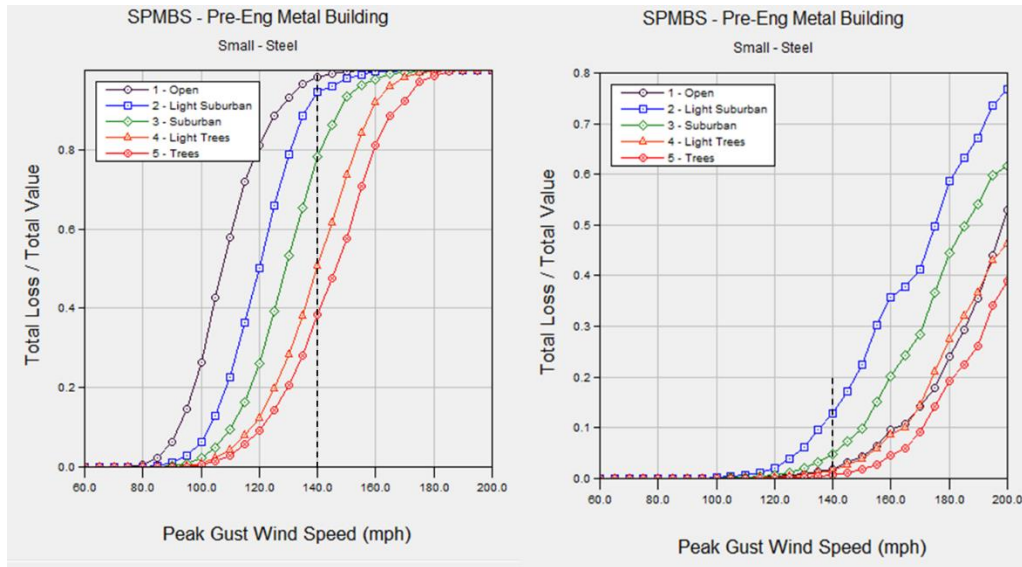 SPMBS - Pre-Eng Metal Building
Small - Steel
1 - Open
2 - Light Suburban
3 - Suburban
4 - Light Trees
5 - Trees
Total Loss / Total Value
0.8
0.6
0.4
0.2
0.0
60.0 80.0 100.0 120.0 140.0 160.0 180.0 200.0
Peak Gust Wind Speed (mph)
SPMBS - Pre-Eng Metal Building
Small - Steel
1 - Open
2 - Light Suburban
3 - Suburban
4 - Light Trees
5 - Trees
Total Loss / Total Value
0.8
0.7
0.6
0.5
0.4
0.3
0.2
0.1
0.0
60.0 80.0 100.0 120.0 140.0 160.0 180.0 200.0
Peak Gust Wind Speed (mph)